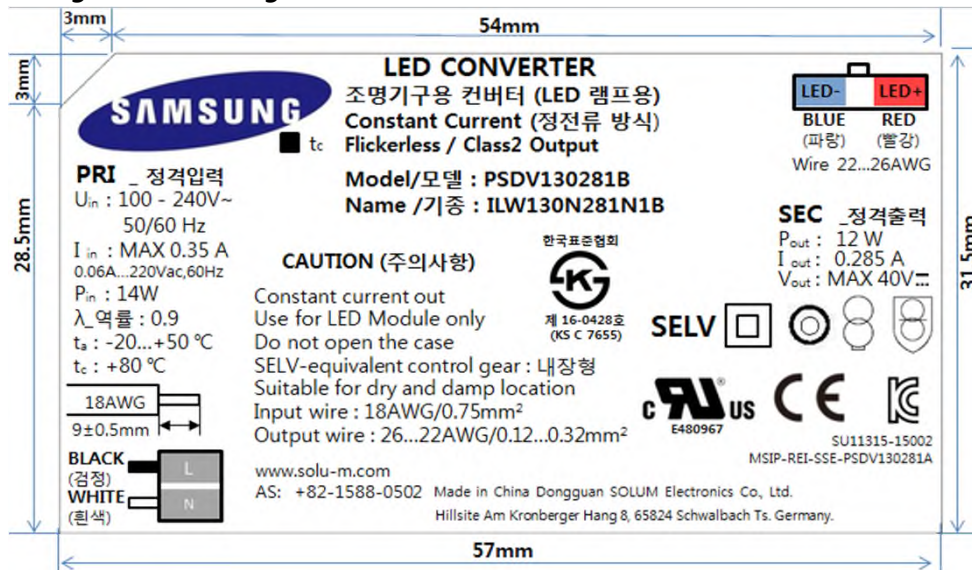 3mm
54mm
3mm
28.5mm
31.5mm
57mm
SAMSUNG
tc
LED CONVERTER
조명기구용 컨버터 (LED 램프용)
Constant Current (정전류 방식)
Flickerless / Class2 Output
Model/모델 : PSDV130281B
Name /기종 : ILW130N281N1B
LED- LED+
BLUE RED
(파랑) (빨강)
Wire 22...26AWG
PRI _ 정격입력
Uin : 100 - 240V~
50/60 Hz
I in : MAX 0.35 A
0.06A...220Vac,60Hz
Pin : 14W
λ_역률 : 0.9
ta : -20...+50 ℃
tc : +80 ℃
18AWG
9±0.5mm
BLACK
(검정)
L
WHITE
(흰색)
N
CAUTION (주의사항)
Constant current out
Use for LED Module only
Do not open the case
SELV-equivalent control gear : 내장형
Suitable for dry and damp location
Input wire : 18AWG/0.75mm²
Output wire : 26...22AWG/0.12...0.32mm²
한국표준협회
제 16-0428호
(KS C 7655)
SEC _정격출력
Pout : 12 W
I out : 0.285 A
Vout : MAX 40V
SELV
C RU US
®
E480967
CE
KC
SU11315-15002
MSIP-REI-SSE-PSDV130281A
www.solu-m.com
AS: +82-1588-0502 Made in China Dongguan SOLUM Electronics Co., Ltd.
Hillsite Am Kronberger Hang 8, 65824 Schwalbach Ts. Germany.